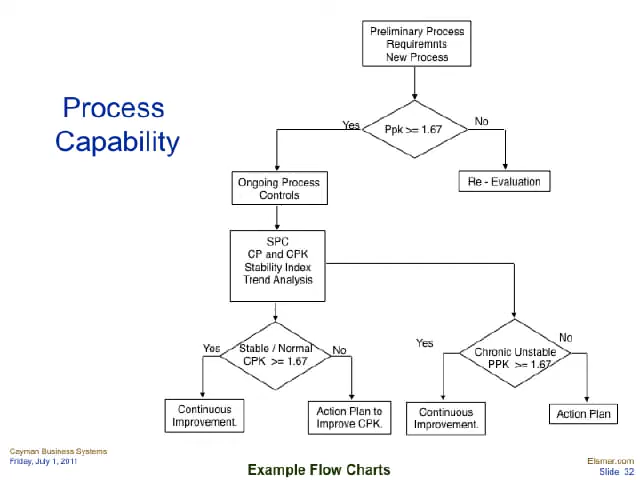 Preliminary Process
Requiremnts
New Process
Process
Capability
Yes
Ppk >= 1.67
No
Ongoing Process
Controls
Re - Evaluation
SPC
CP and CPK
Stability Index
Trend Analysis
Yes
Stable / Normal
CPK >= 1.67
No
Yes
Chronic Unstable
PPK >= 1.67
No
Continuous
Improvement.
Action Plan to
Improve CPK.
Continuous
Improvement.
Action Plan
Cayman Business Systems
Friday, July 1, 2011
Example Flow Charts
Elsmar.com
Slide 32